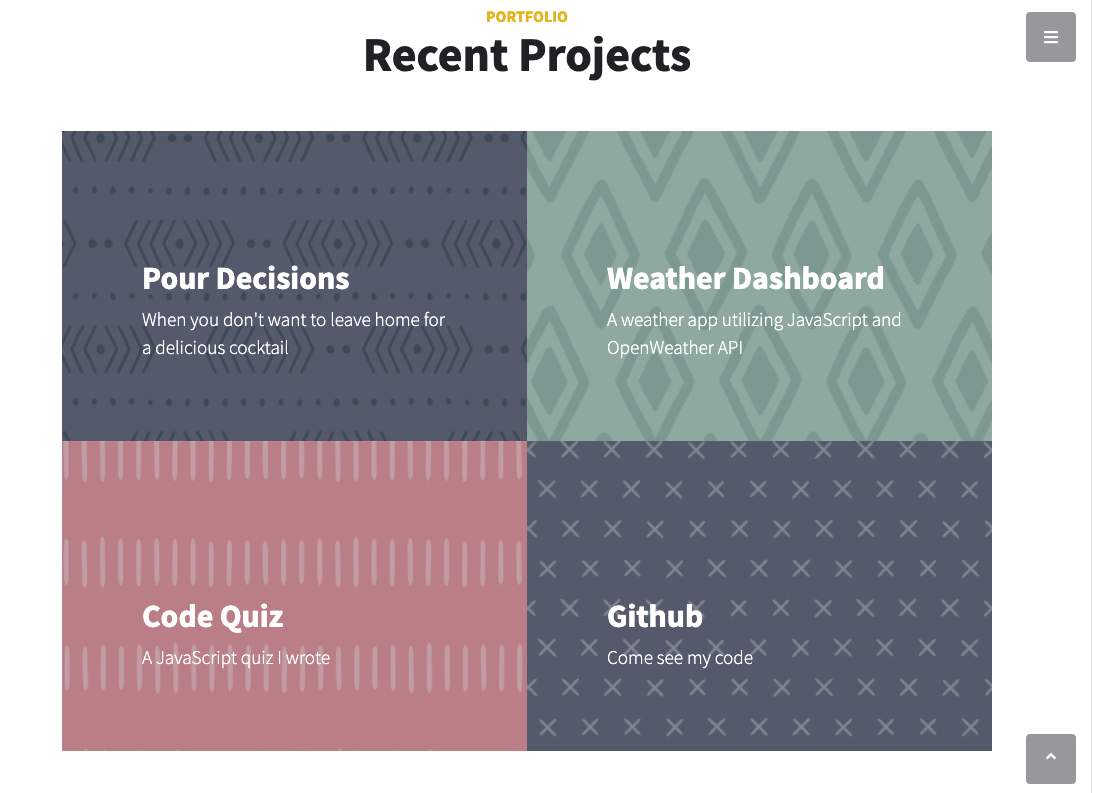 PORTFOLIO
Recent Projects
Pour Decisions
When you don't want to leave home for
a delicious cocktail
Weather Dashboard
A weather app utilizing JavaScript and
OpenWeather API
Code Quiz
A JavaScript quiz I wrote
Github
Come see my code